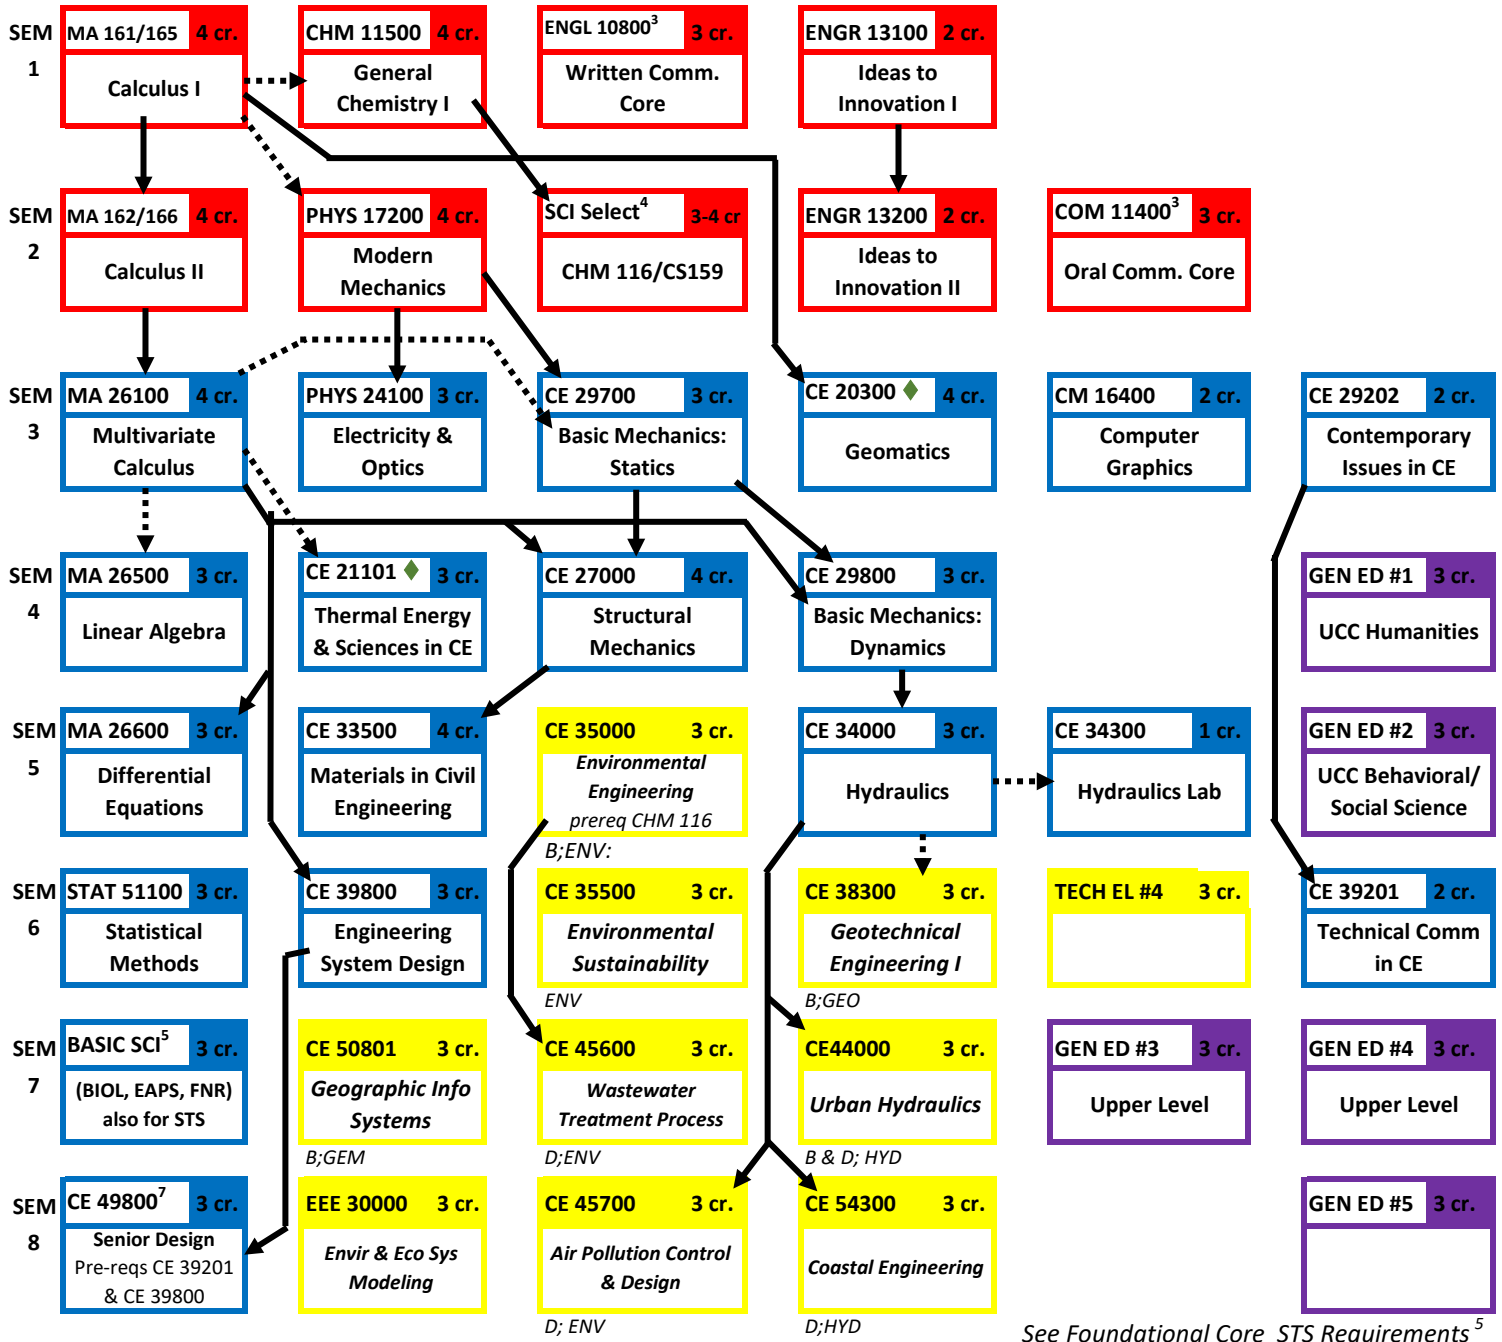 SEM 1
MA 161/165 4 cr.
Calculus I
CHM 11500 4 cr.
General
Chemistry I
ENGL 10800³ 3 cr.
Written Comm.
Core
ENGR 13100 2 cr.
Ideas to
Innovation I
SEM 2
MA 162/166 4 cr.
Calculus II
PHYS 17200 4 cr.
Modern
Mechanics
SCI Select⁴ 3-4 cr
CHM 116/CS159
ENGR 13200 2 cr.
Ideas to
Innovation II
COM 11400³ 3 cr.
Oral Comm. Core
SEM 3
MA 26100 4 cr.
Multivariate
Calculus
PHYS 24100 3 cr.
Electricity &
Optics
CE 29700 3 cr.
Basic Mechanics:
Statics
CE 20300 ♦ 4 cr.
Geomatics
CM 16400 2 cr.
Computer
Graphics
CE 29202 2 cr.
Contemporary
Issues in CE
SEM 4
MA 26500 3 cr.
Linear Algebra
CE 21101 ♦ 3 cr.
Thermal Energy
& Sciences in CE
CE 27000 4 cr.
Structural
Mechanics
CE 29800 3 cr.
Basic Mechanics:
Dynamics
GEN ED #1 3 cr.
UCC Humanities
SEM 5
MA 26600 3 cr.
Differential
Equations
CE 33500 4 cr.
Materials in Civil
Engineering
CE 35000 3 cr.
Environmental
Engineering
prereq CHM 116
B;ENV:
CE 34000 3 cr.
Hydraulics
CE 34300 1 cr.
Hydraulics Lab
GEN ED #2 3 cr.
UCC Behavioral/
Social Science
SEM 6
STAT 51100 3 cr.
Statistical
Methods
CE 39800 3 cr.
Engineering
System Design
CE 35500 3 cr.
Environmental
Sustainability
ENV
CE 38300 3 cr.
Geotechnical
Engineering I
B;GEO
TECH EL #4 3 cr.
CE 39201 2 cr.
Technical Comm
in CE
SEM 7
BASIC SCI⁵ 3 cr.
(BIOL, EAPS, FNR)
also for STS
CE 50801 3 cr.
Geographic Info
Systems
B;GEM
CE 45600 3 cr.
Wastewater
Treatment Process
D;ENV
CE44000 3 cr.
Urban Hydraulics
B & D; HYD
GEN ED #3 3 cr.
Upper Level
GEN ED #4 3 cr.
Upper Level
SEM 8
CE 49800⁷ 3 cr.
Senior Design
Pre-reqs CE 39201
& CE 39800
EEE 30000 3 cr.
Envir & Eco Sys
Modeling
CE 45700 3 cr.
Air Pollution Control
& Design
D; ENV
CE 54300 3 cr.
Coastal Engineering
D;HYD
GEN ED #5 3 cr.
See Foundational Core STS Requirements ⁵